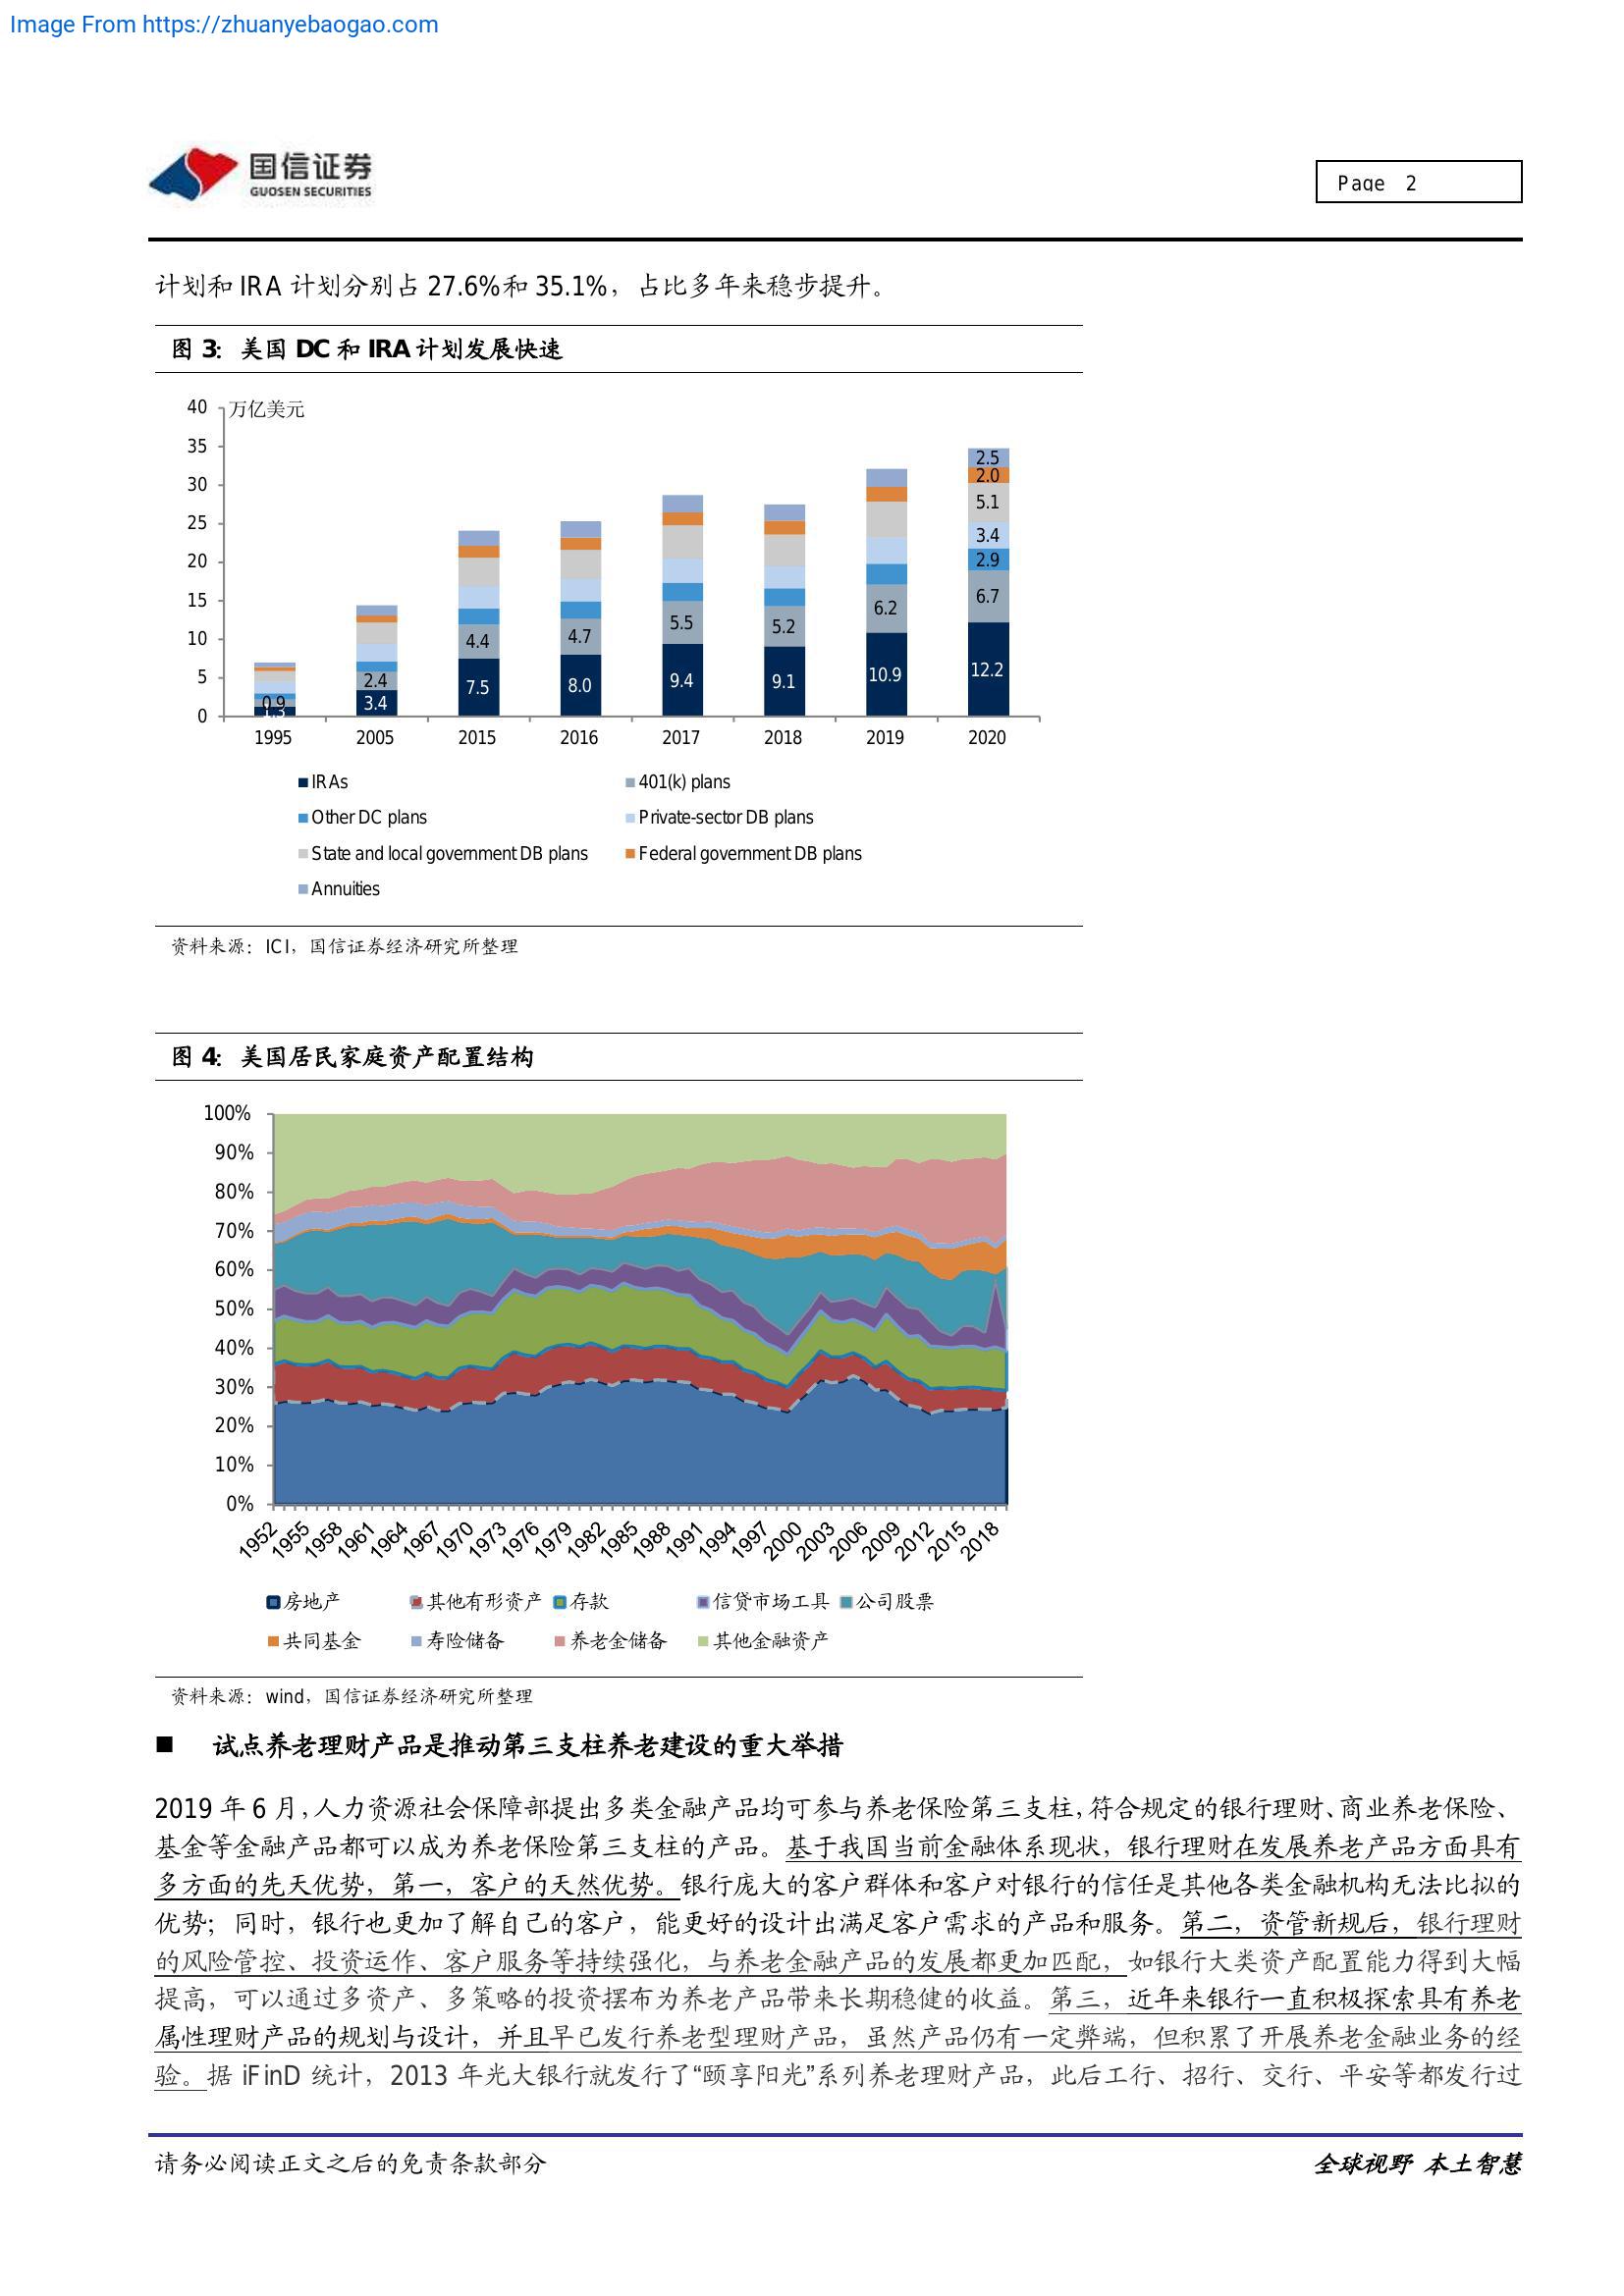 Image From https://zhuanyebaogao.com
国信证券
GUOSEN SECURITIES
Page 2
计划和 IRA 计划分别占 27.6%和 35.1%，占比多年来稳步提升。
图 3：美国 DC 和 IRA 计划发展快速
40 万亿美元
35
30
25
20
15
10
5
0
2.5
2.0
5.1
3.4
2.9
6.7
12.2
6.2
10.9
5.2
9.1
5.5
9.4
4.7
8.0
4.4
7.5
2.4
3.4
0.9
1.3
1995 2005 2015 2016 2017 2018 2019 2020
IRAs 401(k) plans
Other DC plans Private-sector DB plans
State and local government DB plans Federal government DB plans
Annuities
资料来源：ICI，国信证券经济研究所整理
图 4：美国居民家庭资产配置结构
100%
90%
80%
70%
60%
50%
40%
30%
20%
10%
0%
1952 1955 1958 1961 1964 1967 1970 1973 1976 1979 1982 1985 1988 1991 1994 1997 2000 2003 2006 2009 2012 2015 2018
房地产 其他有形资产 存款 信贷市场工具 公司股票
共同基金 寿险储备 养老金储备 其他金融资产
资料来源：wind，国信证券经济研究所整理
■ 试点养老理财产品是推动第三支柱养老建设的重大举措
2019 年 6 月，人力资源社会保障部提出多类金融产品均可参与养老保险第三支柱，符合规定的银行理财、商业养老保险、
基金等金融产品都可以成为养老保险第三支柱的产品。基于我国当前金融体系现状，银行理财在发展养老产品方面具有
多方面的先天优势，第一，客户的天然优势。银行庞大的客户群体和客户对银行的信任是其他各类金融机构无法比拟的
优势；同时，银行也更加了解自己的客户，能更好的设计出满足客户需求的产品和服务。第二，资管新规后，银行理财
的风险管控、投资运作、客户服务等持续强化，与养老金融产品的发展都更加匹配，如银行大类资产配置能力得到大幅
提高，可以通过多资产、多策略的投资摆布为养老产品带来长期稳健的收益。第三，近年来银行一直积极探索具有养老
属性理财产品的规划与设计，并且早已发行养老型理财产品，虽然产品仍有一定弊端，但积累了开展养老金融业务的经
验。据 iFinD 统计，2013 年光大银行就发行了“颐享阳光”系列养老理财产品，此后工行、招行、交行、平安等都发行过
请务必阅读正文之后的免责条款部分
全球视野 本土智慧